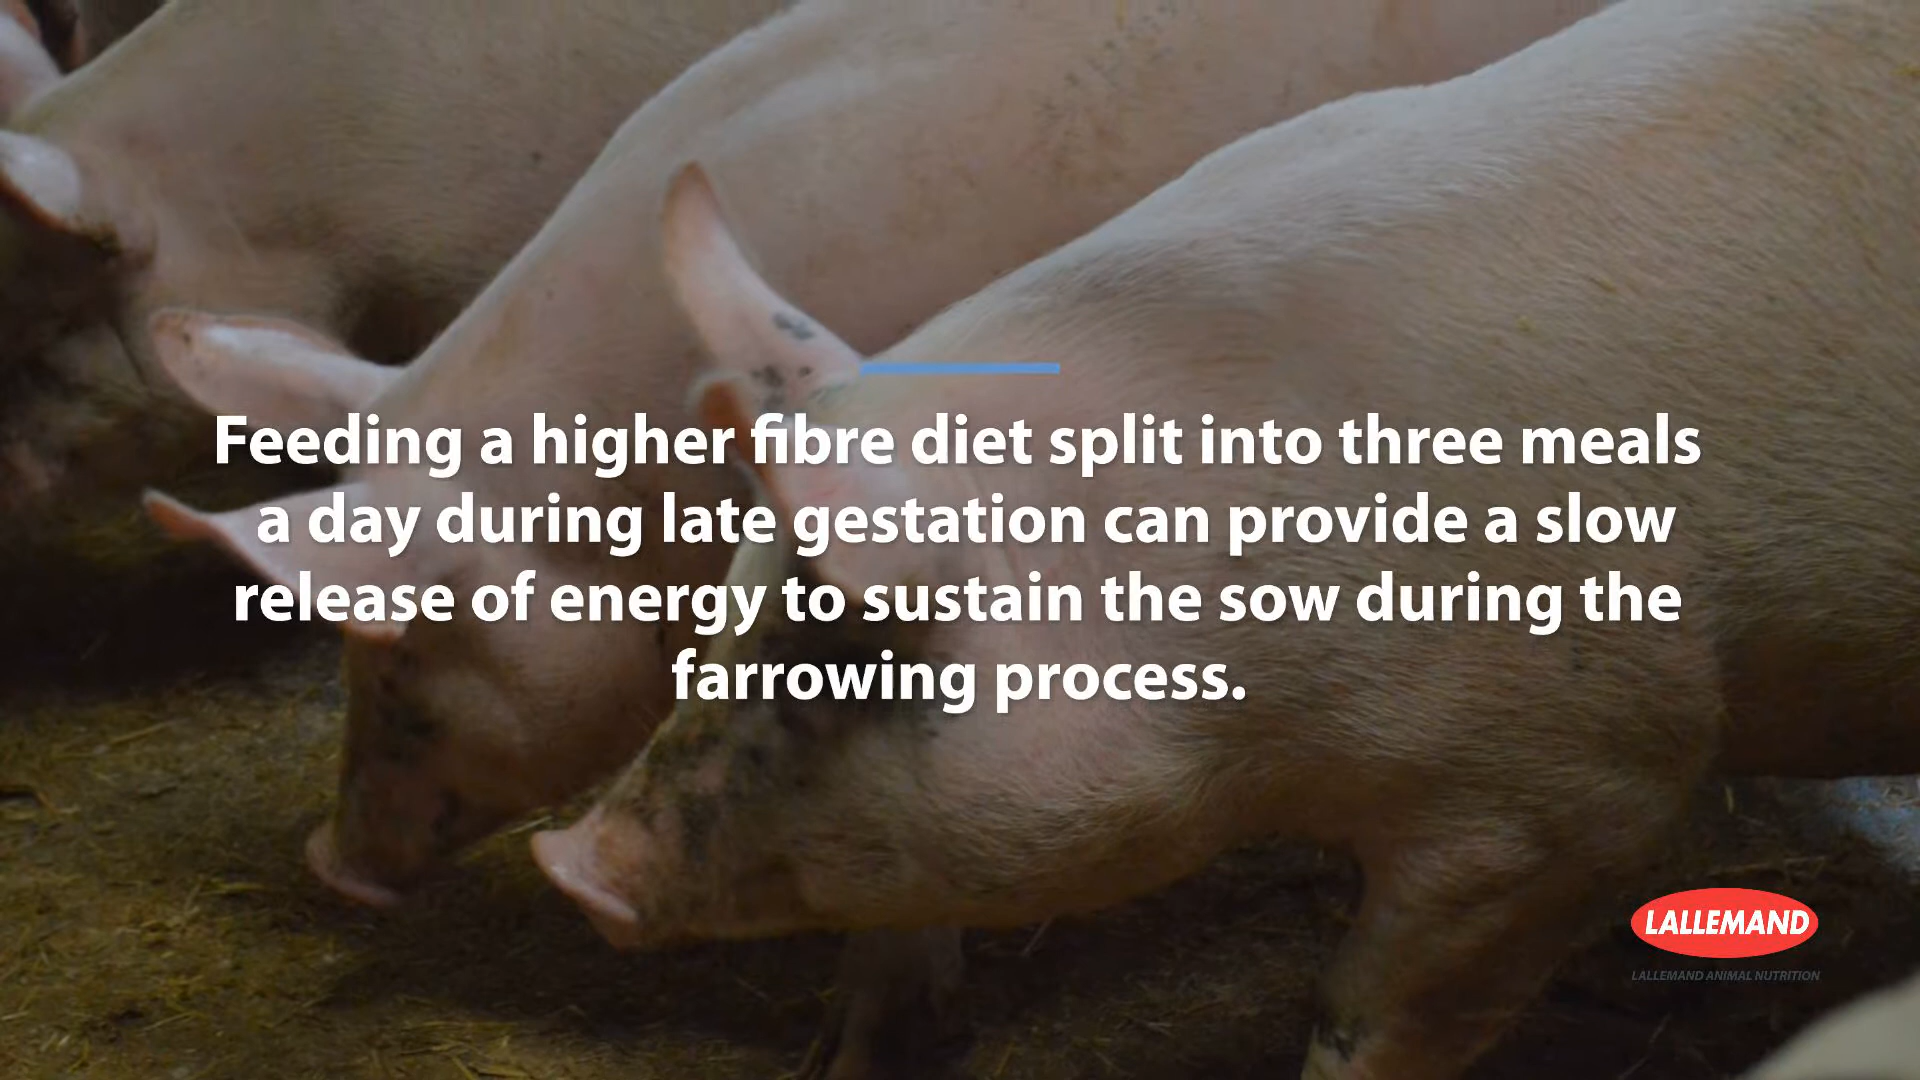 Feeding a higher fibre diet split into three meals
a day during late gestation can provide a slow
release of energy to sustain the sow during the
farrowing process.
LALLEMAND
LALLEMAND ANIMAL NUTRITION